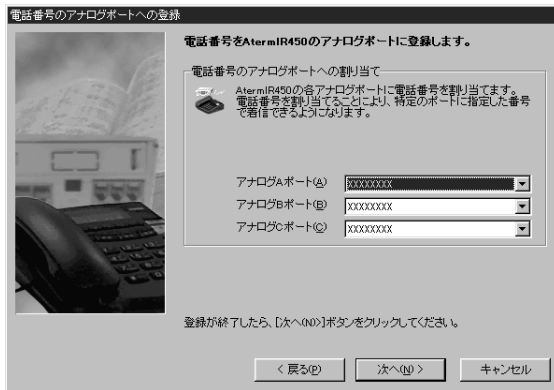 電話番号のアナログポートへの登録
電話番号をAtermIR450のアナログポートに登録します。
電話番号のアナログポートへの割り当て
AtermIR450の各アナログポートに電話番号を割り当てます。
電話番号を割り当てることにより、特定のポートに指定した番号
で着信できるようになります。
アナログAポート(A) XXXXXXXX
アナログBポート(B) XXXXXXXX
アナログCポート(C) XXXXXXXX
登録が終了したら、[次へ(N)>]ボタンをクリックしてください。
< 戻る(P) 次へ(N) > キャンセル